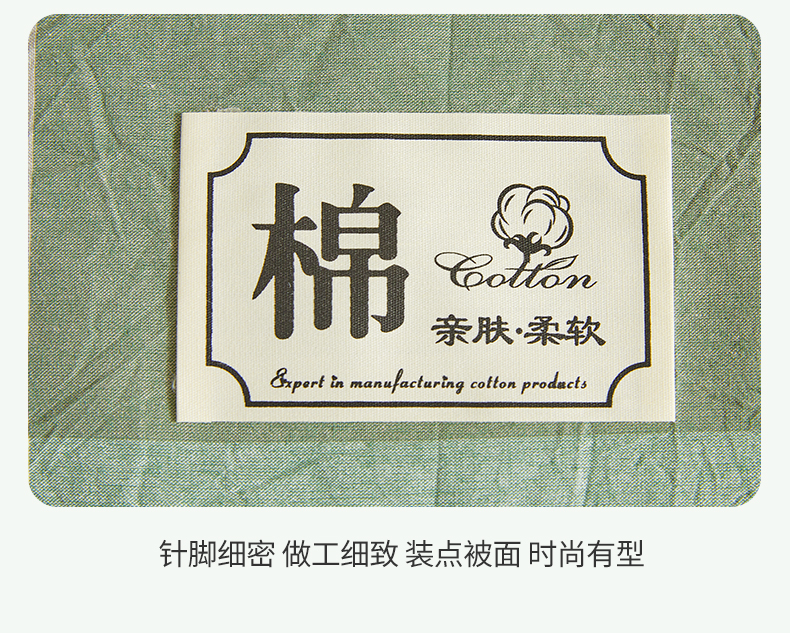 棉
Cotton
亲肤·柔软
Expert in manufacturing cotton products
针脚细密 做工细致 装点被面 时尚有型